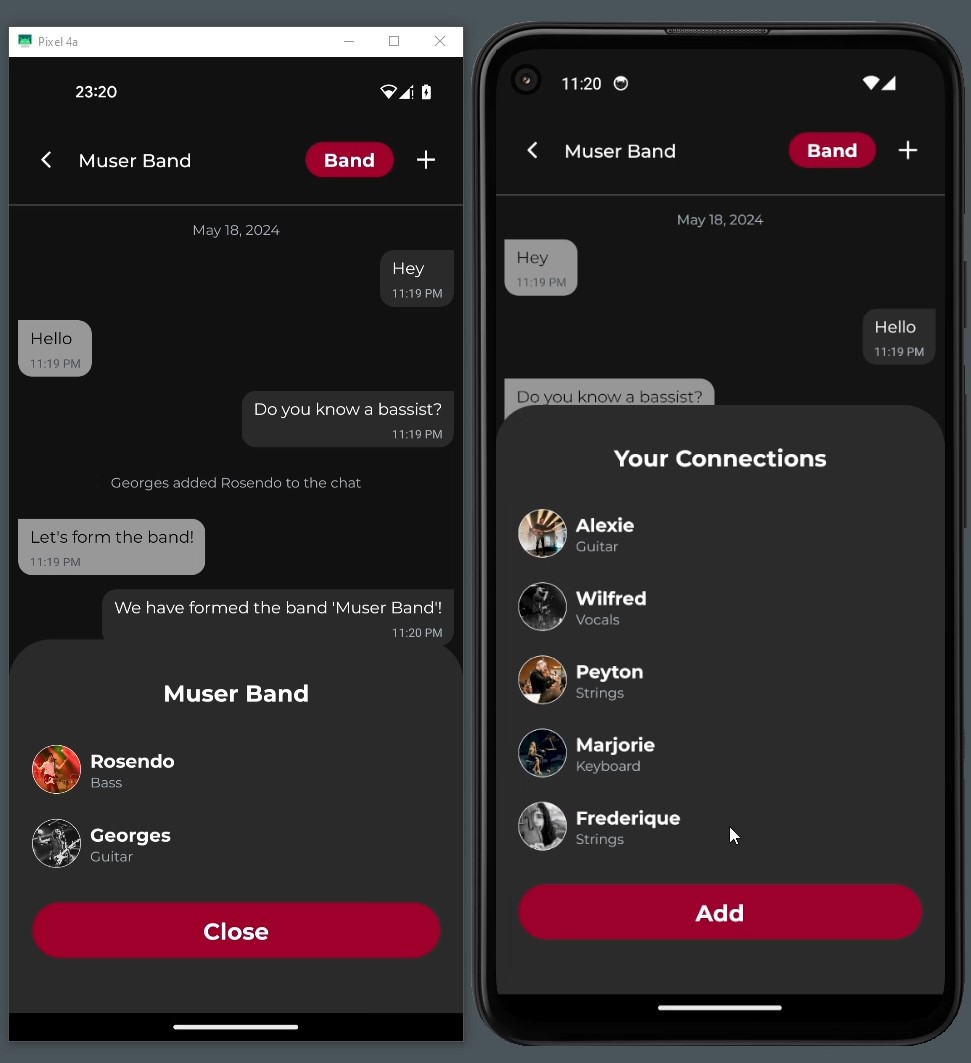 Pixel 4a
23:20
Muser Band
Band
May 18, 2024
Hey
11:19 PM
Hello
11:19 PM
Do you know a bassist?
11:19 PM
Georges added Rosendo to the chat
Let's form the band!
11:19 PM
We have formed the band 'Muser Band'!
11:20 PM
Muser Band
Rosendo
Bass
Georges
Guitar
Close
11:20
Muser Band
Band
May 18, 2024
Hey
11:19 PM
Hello
11:19 PM
Do you know a bassist?
Your Connections
Alexie
Guitar
Wilfred
Vocals
Peyton
Strings
Marjorie
Keyboard
Frederique
Strings
Add